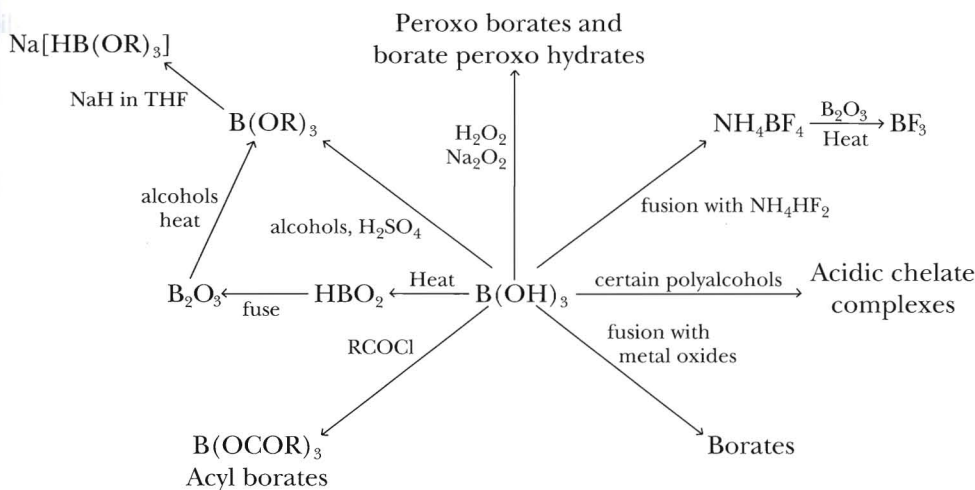 Peroxo borates and
borate peroxo hydrates
Na[HB(OR)₃]
NaH in THF
B(OR)₃
H₂O₂
Na₂O₂
NH₄BF₄ B₂O₃ BF₃
Heat
alcohols
heat
alcohols, H₂SO₄
fusion with NH₄HF₂
B₂O₃ fuse HBO₂ Heat B(OH)₃ certain polyalcohols Acidic chelate
complexes
RCOCl
fusion with
metal oxides
B(OCOR)₃
Acyl borates
Borates